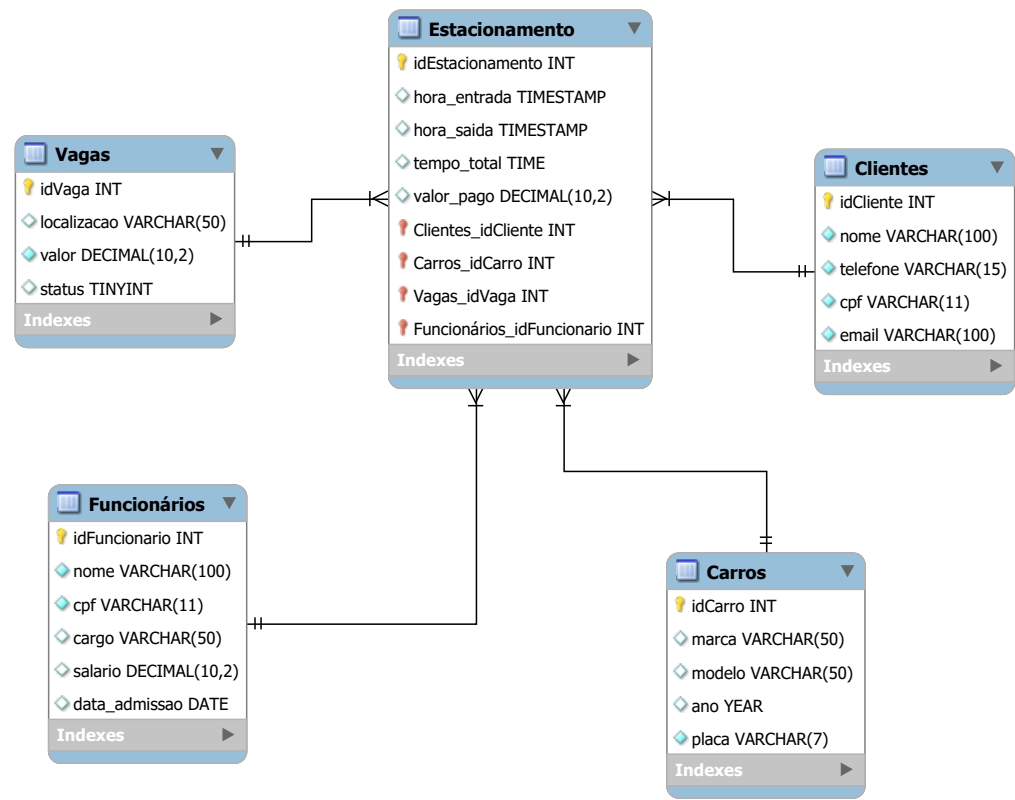 Estacionamento
idEstacionamento INT
hora_entrada TIMESTAMP
hora_saida TIMESTAMP
tempo_total TIME
valor_pago DECIMAL(10,2)
Clientes_idCliente INT
Carros_idCarro INT
Vagas_idVaga INT
Funcionários_idFuncionario INT
Indexes
Vagas
idVaga INT
localizacao VARCHAR(50)
valor DECIMAL(10,2)
status TINYINT
Indexes
Clientes
idCliente INT
nome VARCHAR(100)
telefone VARCHAR(15)
cpf VARCHAR(11)
email VARCHAR(100)
Indexes
Funcionários
idFuncionario INT
nome VARCHAR(100)
cpf VARCHAR(11)
cargo VARCHAR(50)
salario DECIMAL(10,2)
data_admissao DATE
Indexes
Carros
idCarro INT
marca VARCHAR(50)
modelo VARCHAR(50)
ano YEAR
placa VARCHAR(7)
Indexes